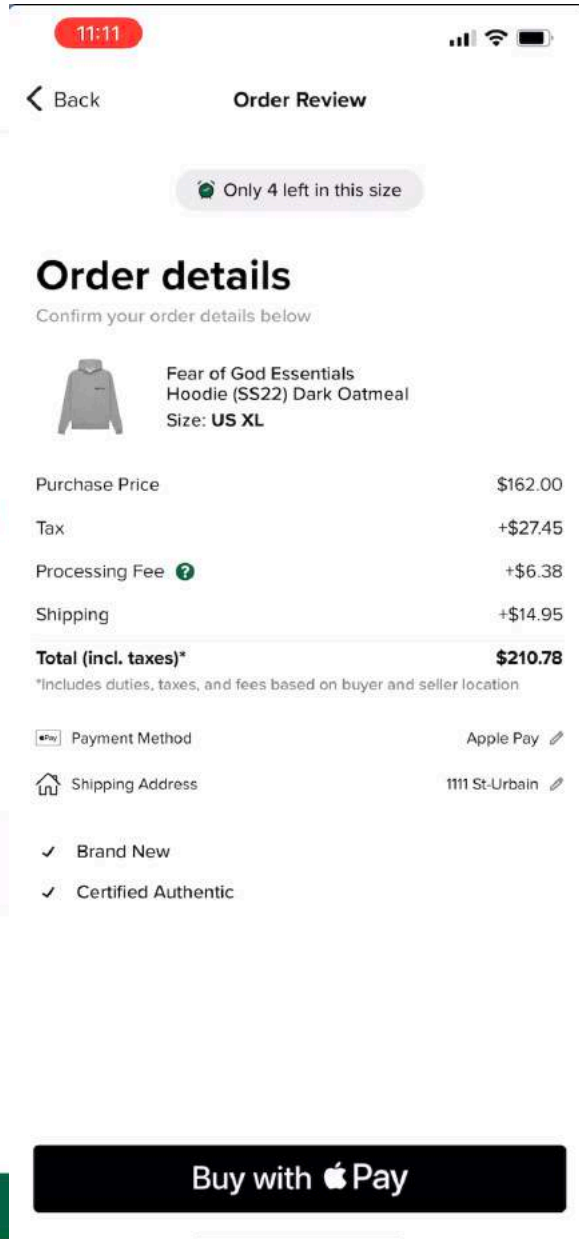 11:11
Back
Order Review
Only 4 left in this size
Order details
Confirm your order details below
Fear of God Essentials
Hoodie (SS22) Dark Oatmeal
Size: US XL
Purchase Price $162.00
Tax +$27.45
Processing Fee ? +$6.38
Shipping +$14.95
Total (incl. taxes)* $210.78
*Includes duties, taxes, and fees based on buyer and seller location
Pay Payment Method Apple Pay
Shipping Address 1111 St-Urbain
✓ Brand New
✓ Certified Authentic
Buy with Pay